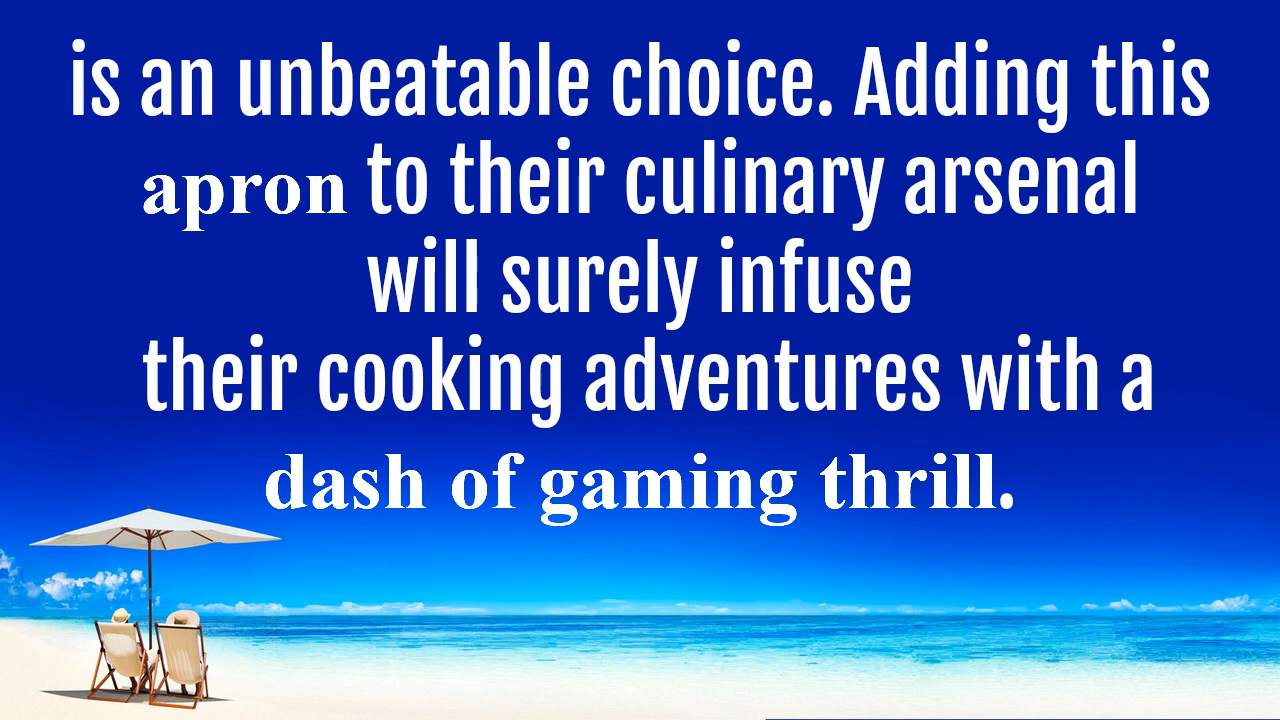 is an unbeatable choice. Adding this
apron to their culinary arsenal
will surely infuse
their cooking adventures with a
dash of gaming thrill.